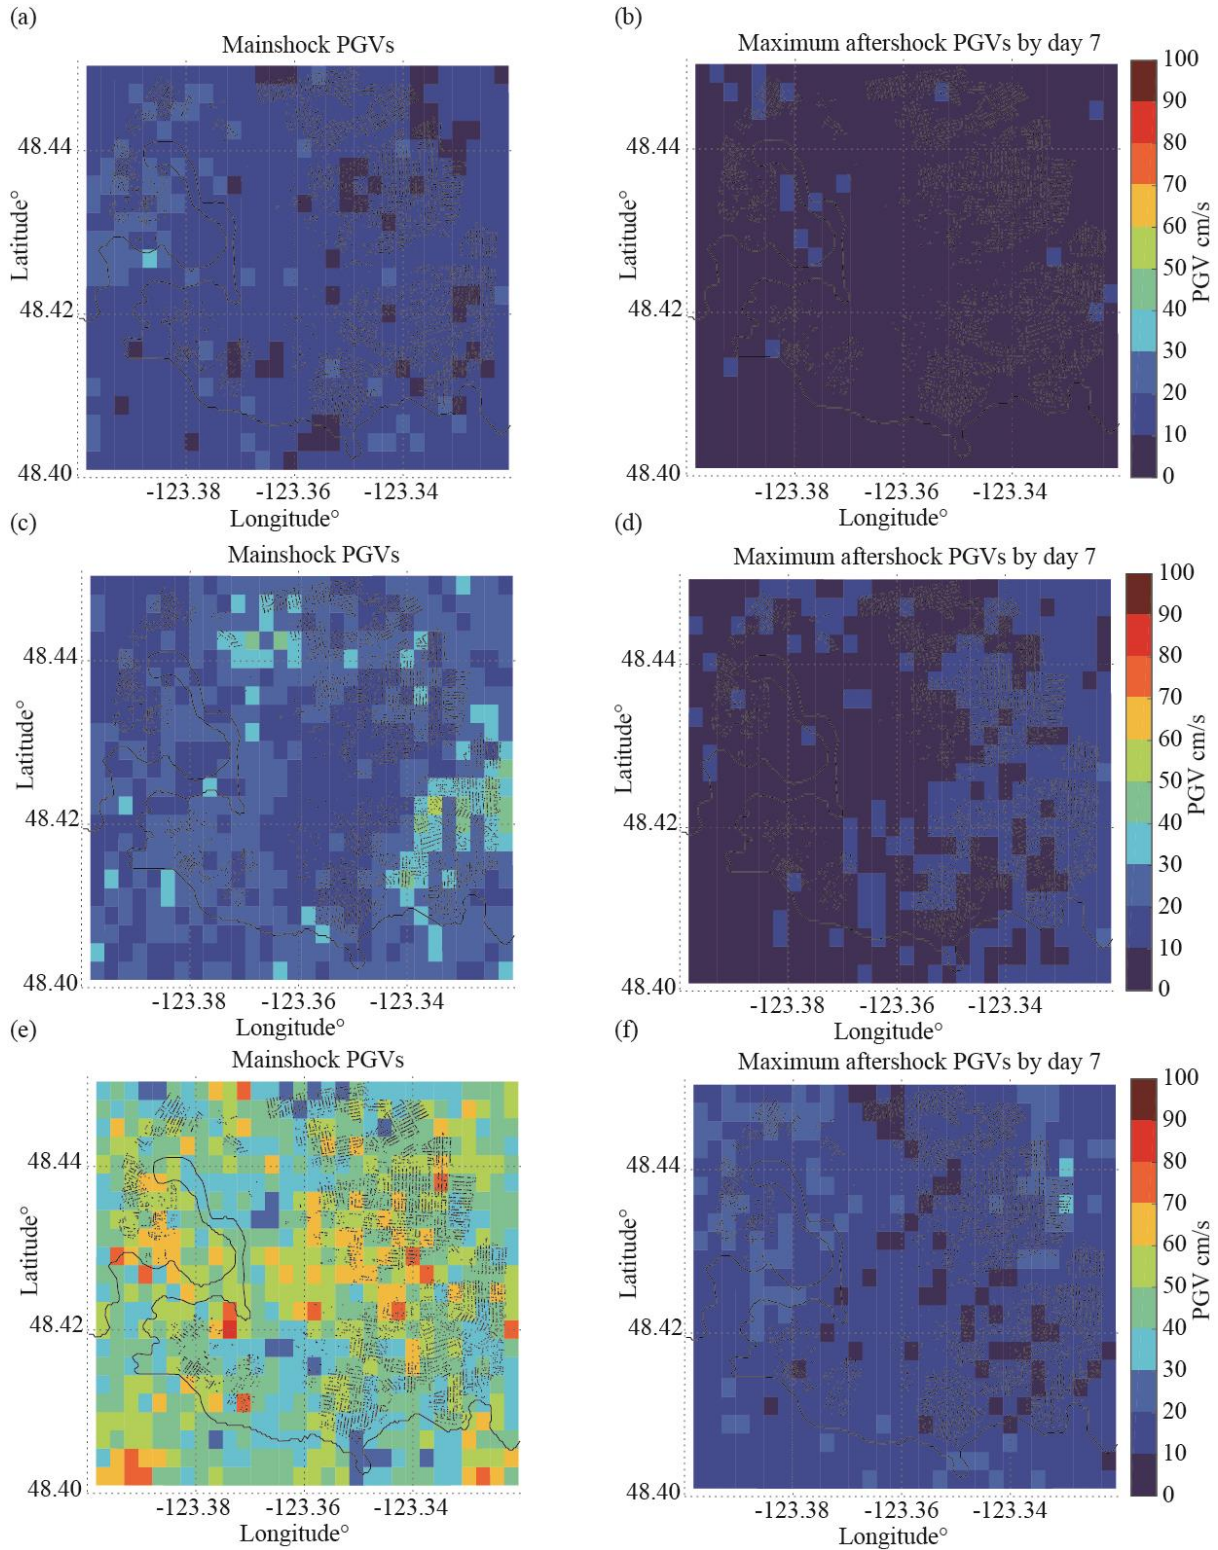 (a)
(b)
Mainshock PGVs
Maximum aftershock PGVs by day 7
48.44
48.42
48.40
Latitude°
-123.38 -123.36 -123.34
Longitude°
48.44
48.42
48.40
Latitude°
-123.38 -123.36 -123.34
Longitude°
100
90
80
70
60
50
40
30
20
10
0
PGV cm/s
(c)
(d)
Mainshock PGVs
Maximum aftershock PGVs by day 7
48.44
48.42
48.40
Latitude°
-123.38 -123.36 -123.34
Longitude°
48.44
48.42
48.40
Latitude°
-123.38 -123.36 -123.34
Longitude°
100
90
80
70
60
50
40
30
20
10
0
PGV cm/s
(e)
(f)
Mainshock PGVs
Maximum aftershock PGVs by day 7
48.44
48.42
48.40
Latitude°
-123.38 -123.36 -123.34
Longitude°
48.44
48.42
48.40
Latitude°
-123.38 -123.36 -123.34
Longitude°
100
90
80
70
60
50
40
30
20
10
0
PGV cm/s